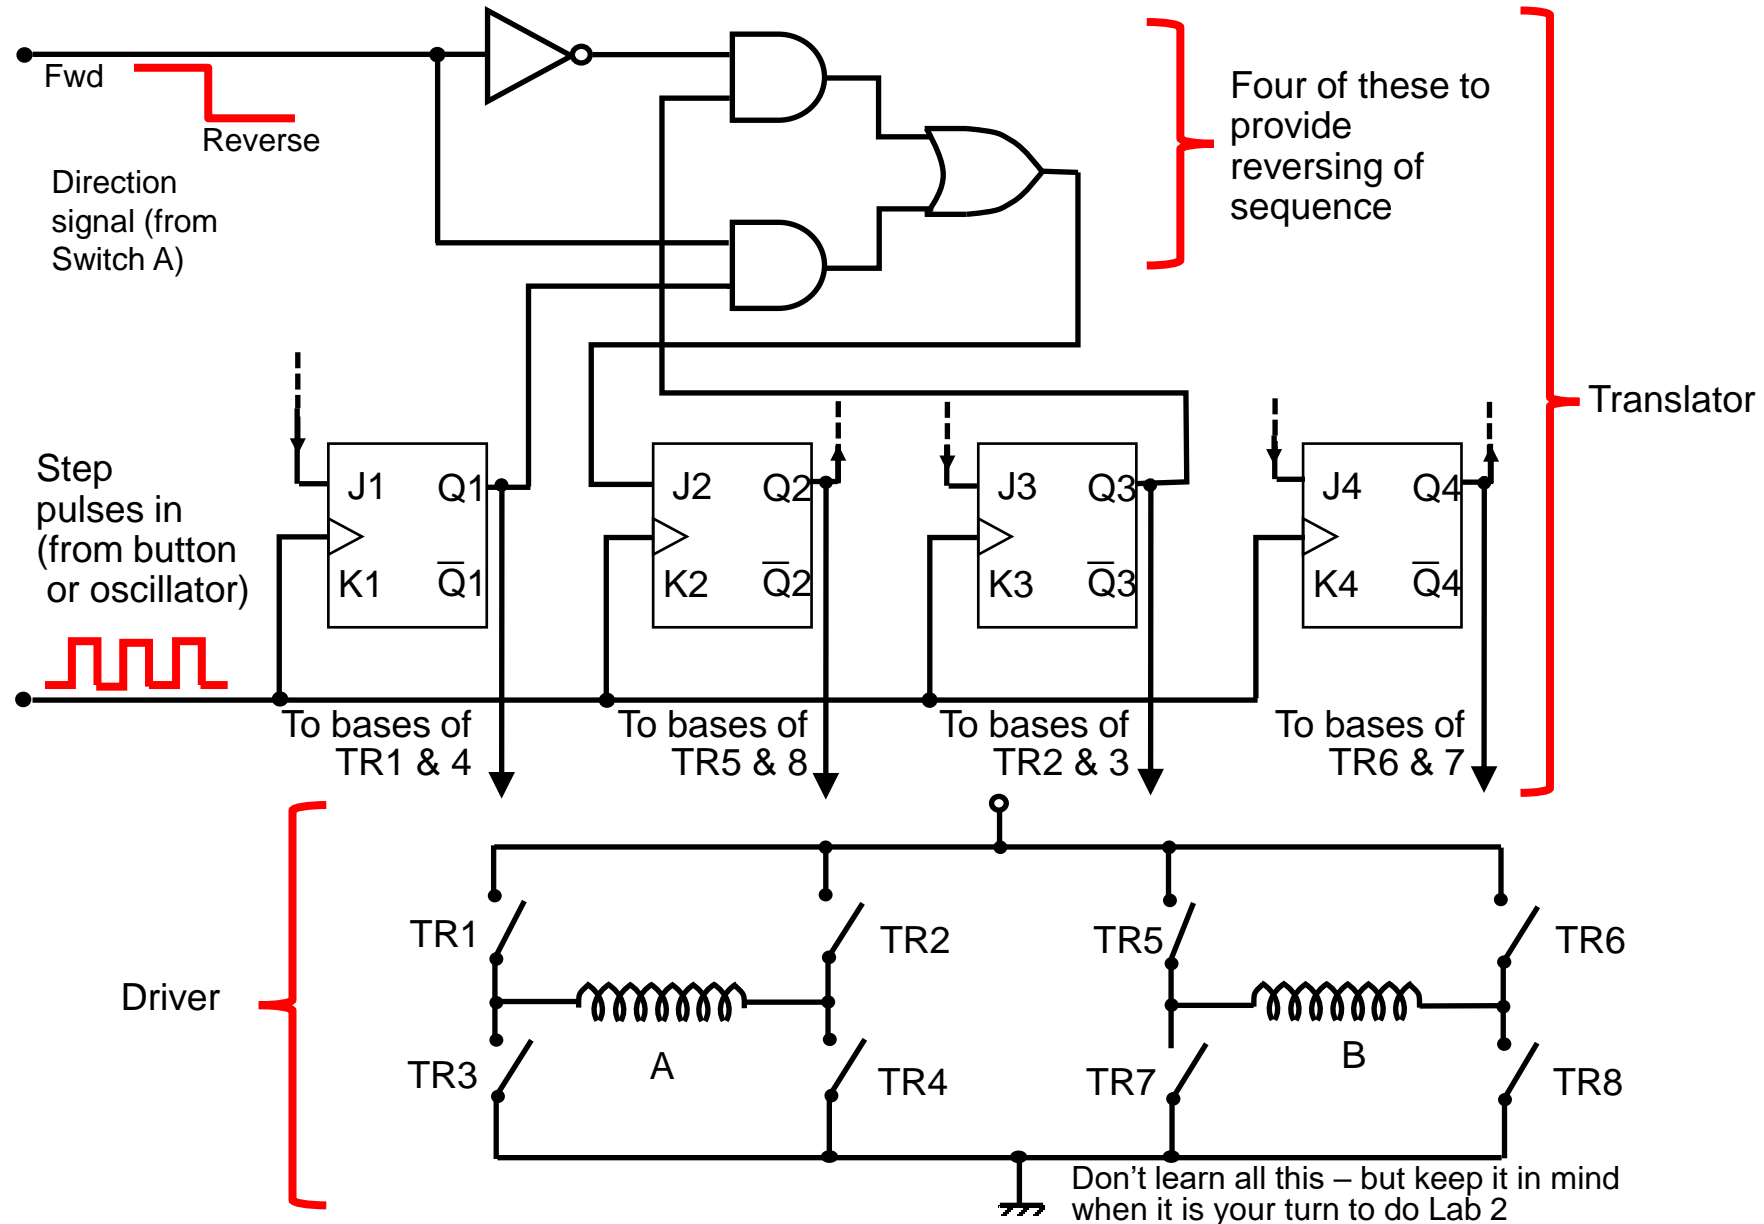 Fwd
Reverse
Direction
signal (from
Switch A)
Four of these to
provide
reversing of
sequence
Translator
Step
pulses in
(from button
or oscillator)
J1 Q1
K1 Q̅1
J2 Q2
K2 Q̅2
J3 Q3
K3 Q̅3
J4 Q4
K4 Q̅4
To bases of
TR1 & 4
To bases of
TR5 & 8
To bases of
TR2 & 3
To bases of
TR6 & 7
Driver
TR1
TR2
TR5
TR6
TR3
A
TR4
TR7
B
TR8
Don’t learn all this – but keep it in mind
when it is your turn to do Lab 2